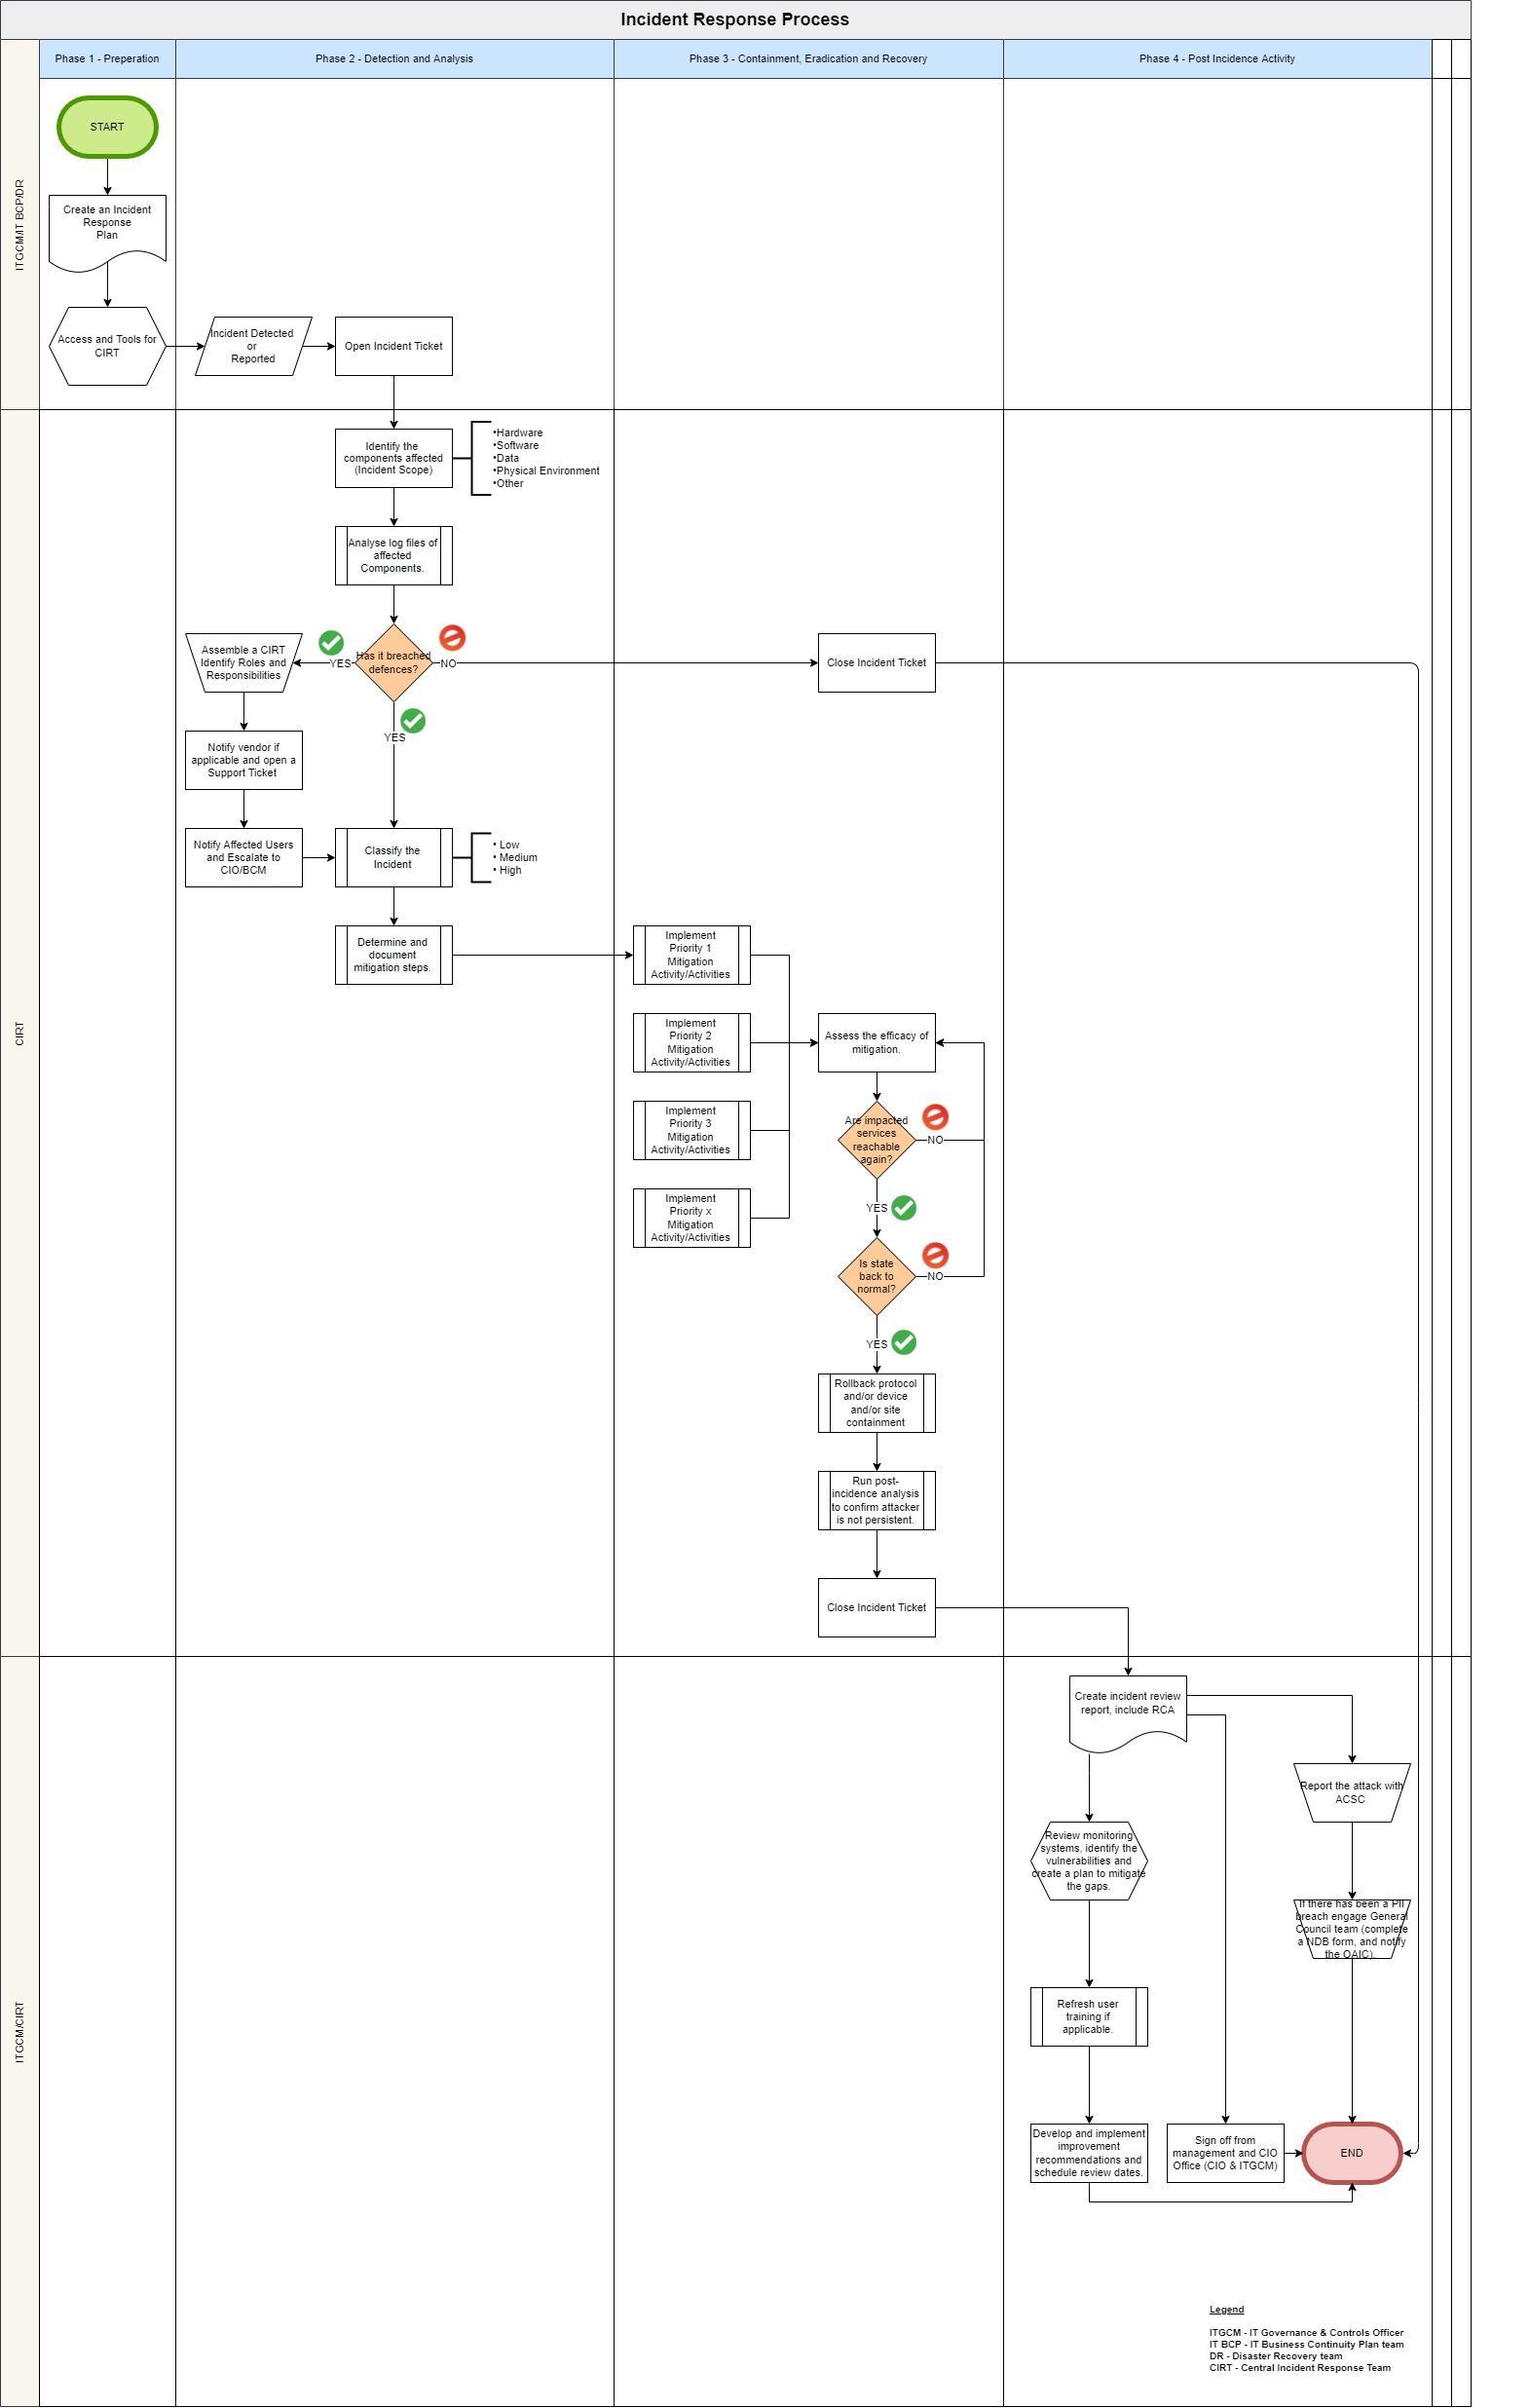 Incident Response Process
Phase 1 - Preperation
Phase 2 - Detection and Analysis
Phase 3 - Containment, Eradication and Recovery
Phase 4 - Post Incidence Activity
ITGCM/IT BCP/DR
START
Create an Incident
Response
Plan
Access and Tools for
CIRT
Incident Detected
or
Reported
Open Incident Ticket
CIRT
Identify the
components affected
(Incident Scope)
•Hardware
•Software
•Data
•Physical Environment
•Other
Analyse log files of
affected
Components.
Has it breached
defences?
YES
NO
YES
Assemble a CIRT
Identify Roles and
Responsibilities
Close Incident Ticket
Notify vendor if
applicable and open a
Support Ticket
Notify Affected Users
and Escalate to
CIO/BCM
Classify the
Incident
• Low
• Medium
• High
Determine and
document
mitigation steps.
Implement
Priority 1
Mitigation
Activity/Activities
Implement
Priority 2
Mitigation
Activity/Activities
Implement
Priority 3
Mitigation
Activity/Activities
Implement
Priority x
Mitigation
Activity/Activities
Assess the efficacy of
mitigation.
Are impacted
services
reachable
again?
NO
YES
Is state
back to
normal?
NO
YES
Rollback protocol
and/or device
and/or site
containment
Run post-
incidence analysis
to confirm attacker
is not persistent.
Close Incident Ticket
ITGCM/CIRT
Create incident review
report, include RCA
Report the attack with
ACSC
Review monitoring
systems, identify the
vulnerabilities and
create a plan to mitigate
the gaps.
If there has been a PII
breach engage General
Council team (complete
a NDB form, and notify
the OAIC).
Refresh user
training if
applicable.
Develop and implement
improvement
recommendations and
schedule review dates.
Sign off from
management and CIO
Office (CIO & ITGCM)
END
Legend
ITGCM - IT Governance & Controls Officer
IT BCP - IT Business Continuity Plan team
DR - Disaster Recovery team
CIRT - Central Incident Response Team